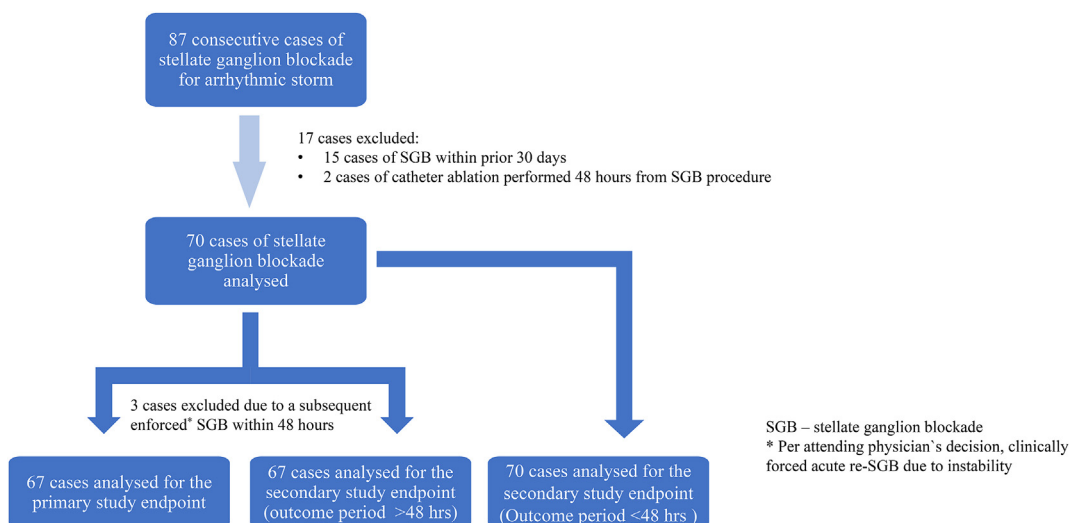 87 consecutive cases of
stellate ganglion blockade
for arrhythmic storm
17 cases excluded:
• 15 cases of SGB within prior 30 days
• 2 cases of catheter ablation performed 48 hours from SGB procedure
70 cases of stellate
ganglion blockade
analysed
3 cases excluded due to a subsequent
enforced* SGB within 48 hours
SGB – stellate ganglion blockade
* Per attending physician`s decision, clinically
forced acute re-SGB due to instability
67 cases analysed for the
primary study endpoint
67 cases analysed for the
secondary study endpoint
(outcome period >48 hrs)
70 cases analysed for the
secondary study endpoint
(Outcome period <48 hrs )